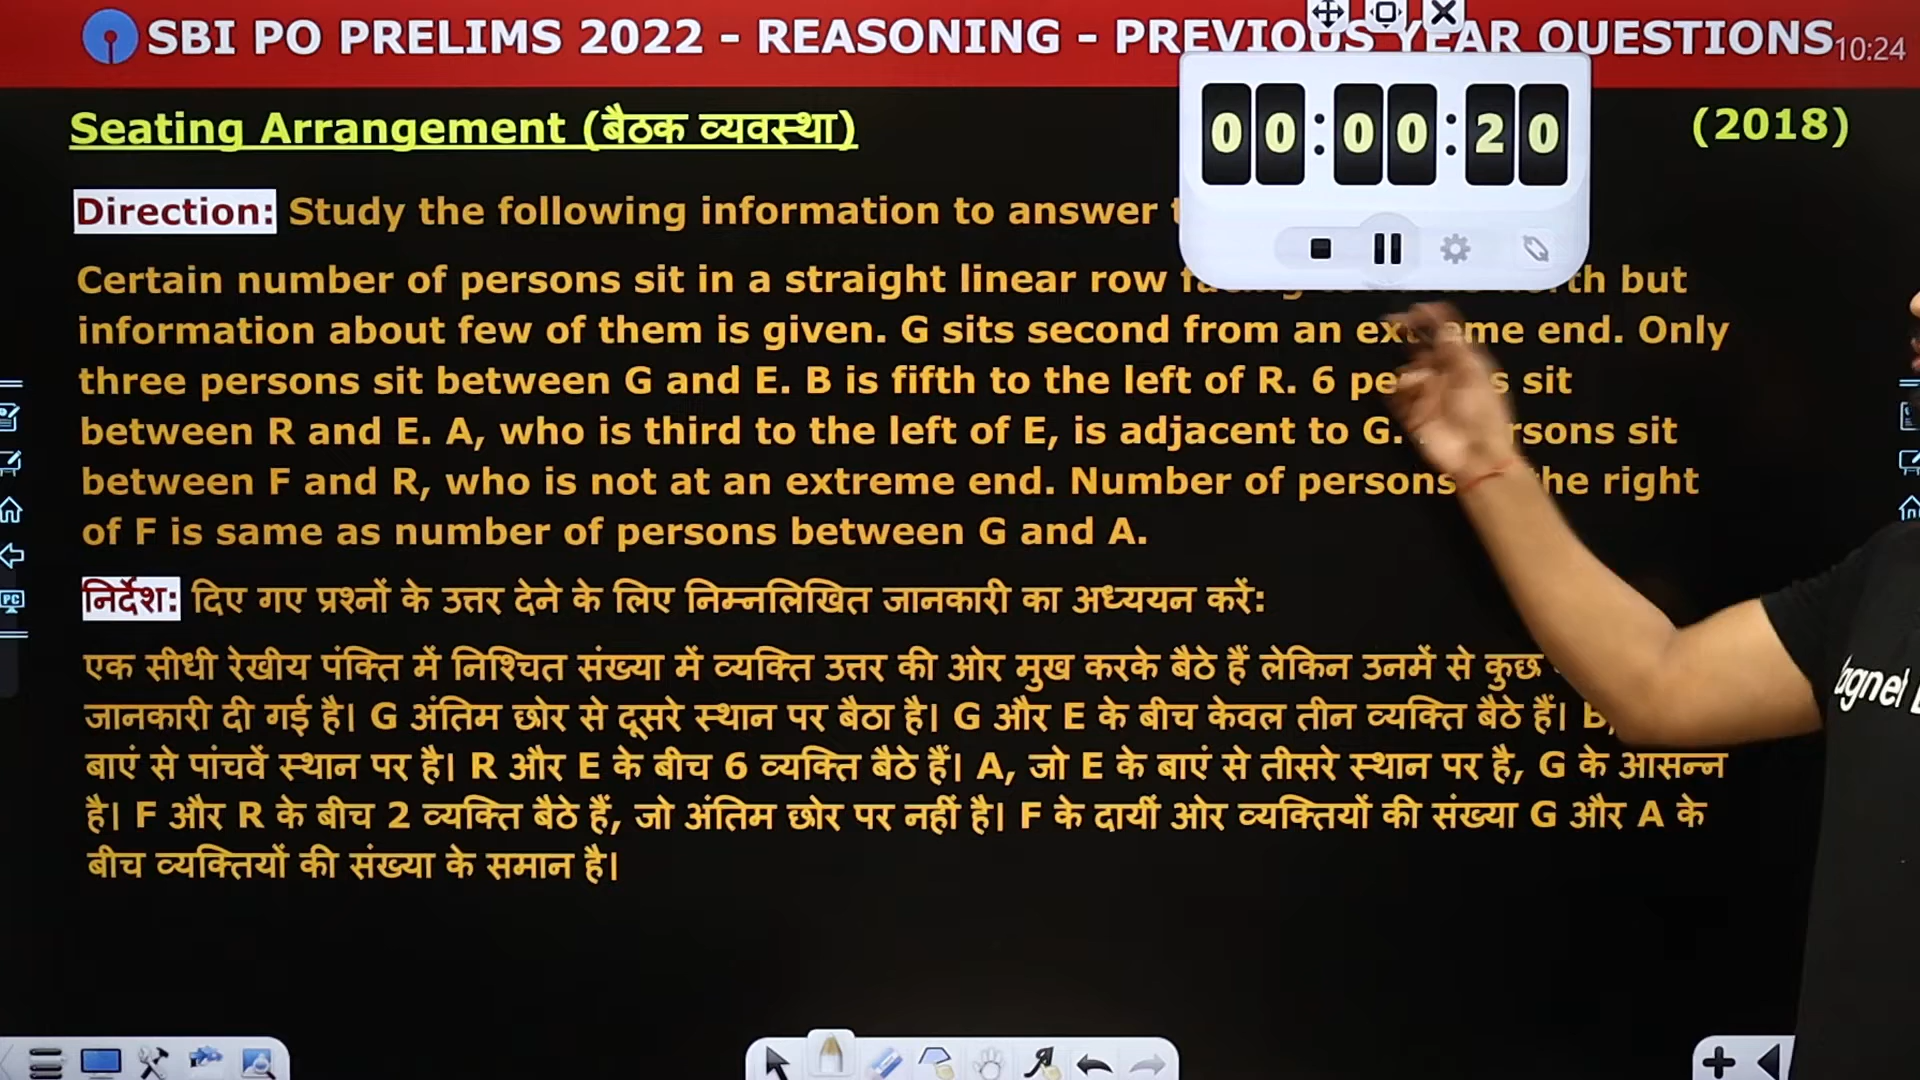 SBI PO PRELIMS 2022 - REASONING - PREVIOUS YEAR QUESTIONS
10:24
Seating Arrangement (बैठक व्यवस्था)
00:00:20
(2018)
Direction: Study the following information to answer
Certain number of persons sit in a straight linear row but
information about few of them is given. G sits second from an end. Only
three persons sit between G and E. B is fifth to the left of R. 6 sit
between R and E. A, who is third to the left of E, is adjacent to G. sit
between F and R, who is not at an extreme end. Number of persons right
of F is same as number of persons between G and A.
निर्देश: दिए गए प्रश्नों के उत्तर देने के लिए निम्नलिखित जानकारी का अध्ययन करें:
एक सीधी रेखीय पंक्ति में निश्चित संख्या में व्यक्ति उत्तर की ओर मुख करके बैठे हैं लेकिन उनमें से कुछ
जानकारी दी गई है। G अंतिम छोर से दूसरे स्थान पर बैठा है। G और E के बीच केवल तीन व्यक्ति बैठे हैं। B,
बाएं से पांचवें स्थान पर है। R और E के बीच 6 व्यक्ति बैठे हैं। A, जो E के बाएं से तीसरे स्थान पर है, G के आसन्न
है। F और R के बीच 2 व्यक्ति बैठे हैं, जो अंतिम छोर पर नहीं है। F के दायीं ओर व्यक्तियों की संख्या G और A के
बीच व्यक्तियों की संख्या के समान है।
PC